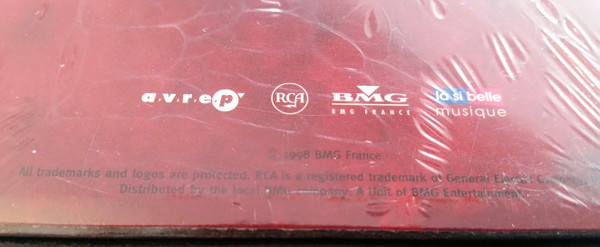 a.v.r.e.p
RCA
BMG
BMG FRANCE
la si belle
musique
© 1998 BMG France
All trademarks and logos are protected. RCA is a registered trademark of General Electric Company,
Distributed by the local BMG company. A Unit of BMG Entertainment.